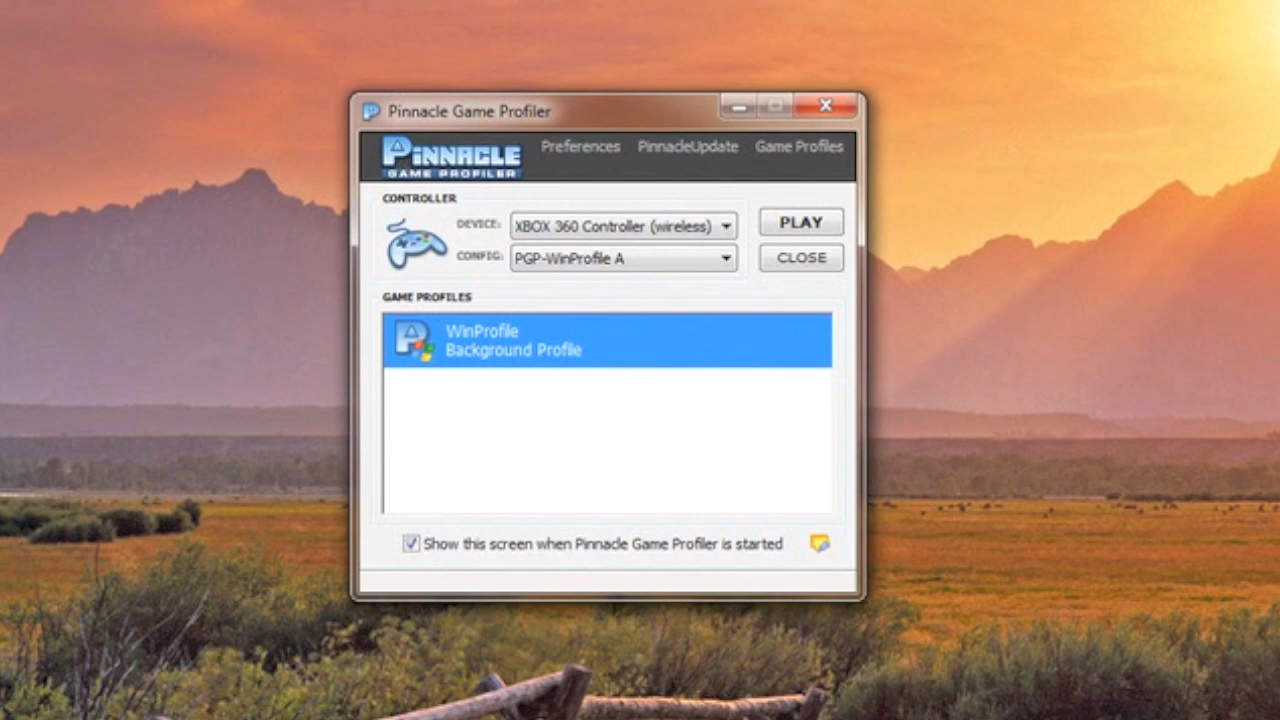 Pinnacle Game Profiler
PINNACLE
GAME PROFILER
Preferences PinnacleUpdate Game Profiles
CONTROLLER
DEVICE: XBOX 360 Controller (wireless) PLAY
CONFIG: PGP-WinProfile A CLOSE
GAME PROFILES
WinProfile
Background Profile
Show this screen when Pinnacle Game Profiler is started